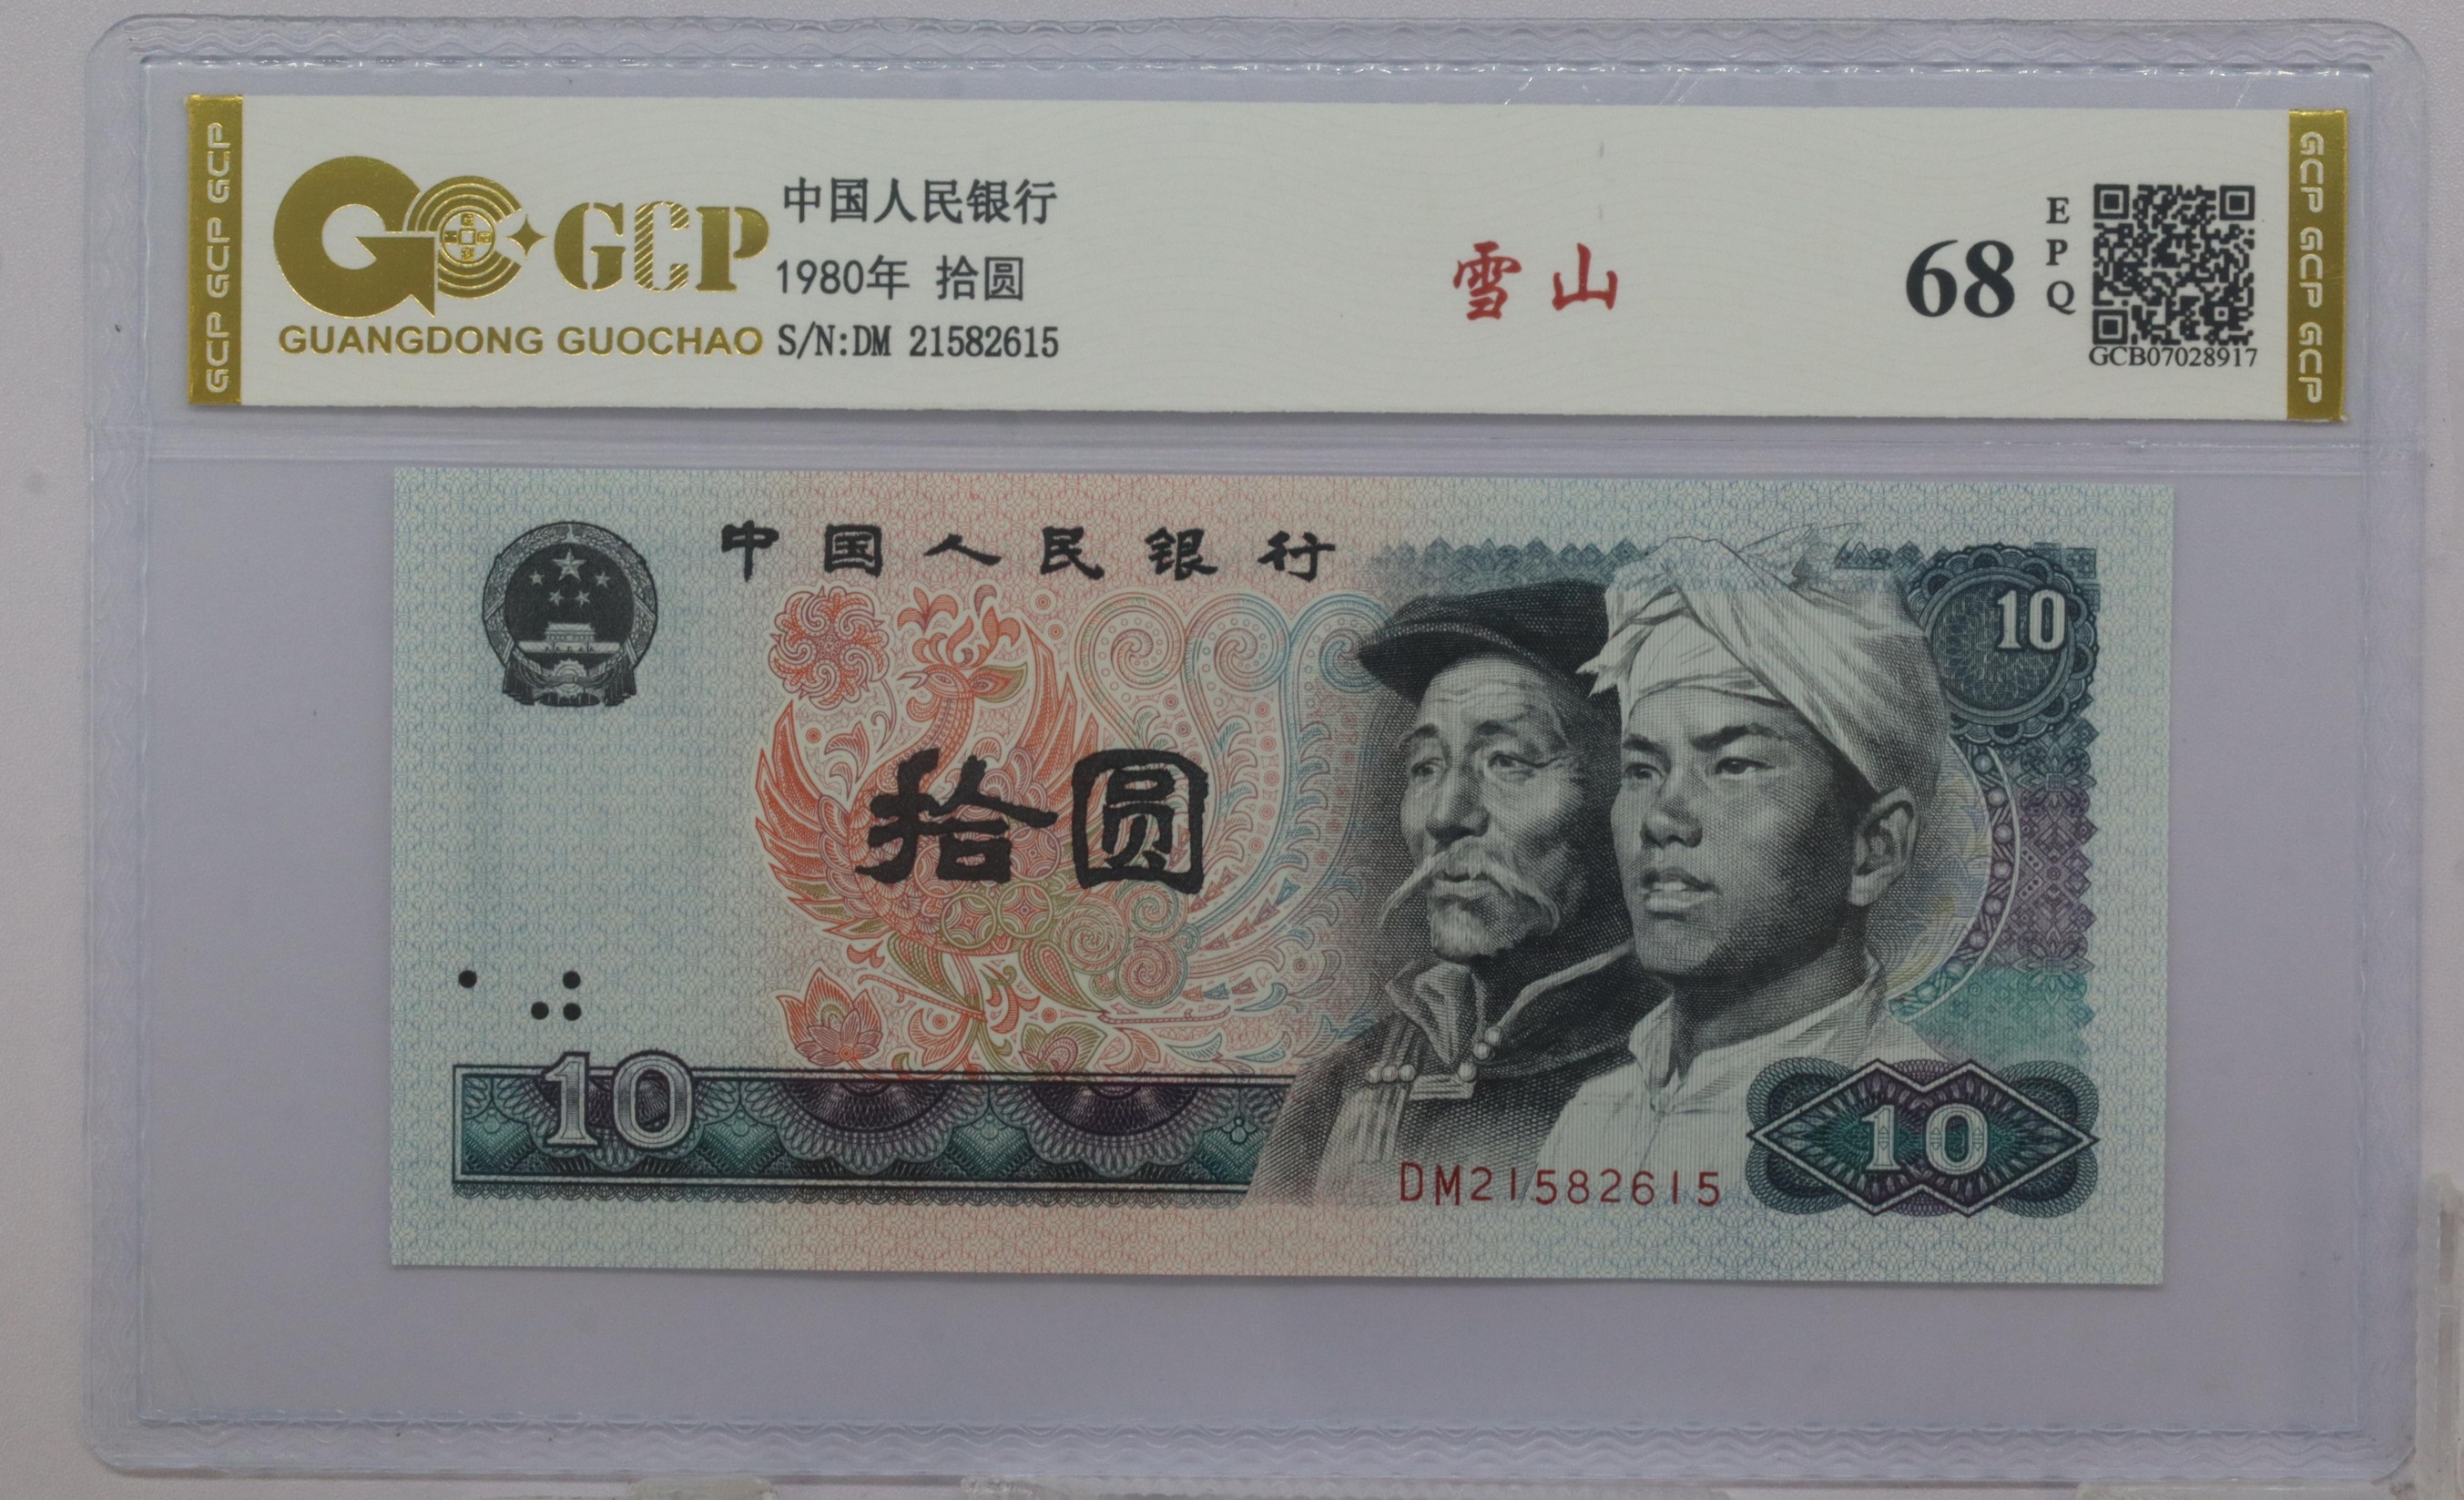 GCP GCP GCP
GCP
GUANGDONG GUOCHAO
中国人民银行
1980年 拾圆
S/N:DM 21582615
雪山
68
EPQ
GCB07028917
GCP GCP GCP
中国人民银行
10
拾圆
10
DM21582615
10